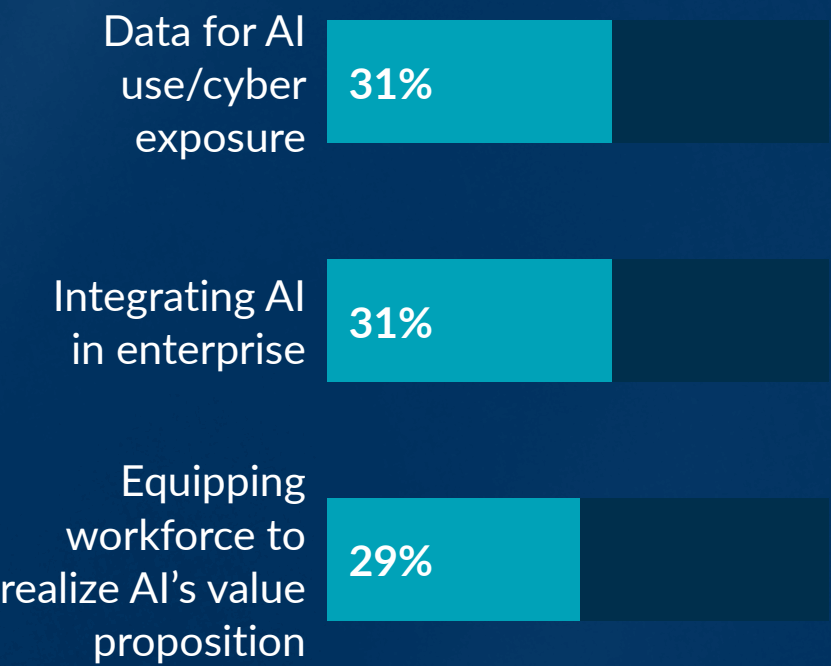 Data for AI
use/cyber
exposure
31%
Integrating AI
in enterprise
31%
Equipping
workforce to
realize AI’s value
proposition
29%